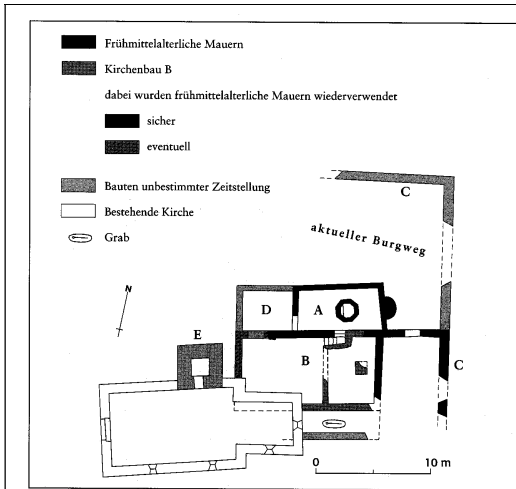 Frühmittelalterliche Mauern
Kirchenbau B
dabei wurden frühmittelalterliche Mauern wiederverwendet
sicher
eventuell
Bauten unbestimmter Zeitstellung
Bestehende Kirche
Grab
C
aktueller Burgweg
N
D
A
E
B
C
0
10 m